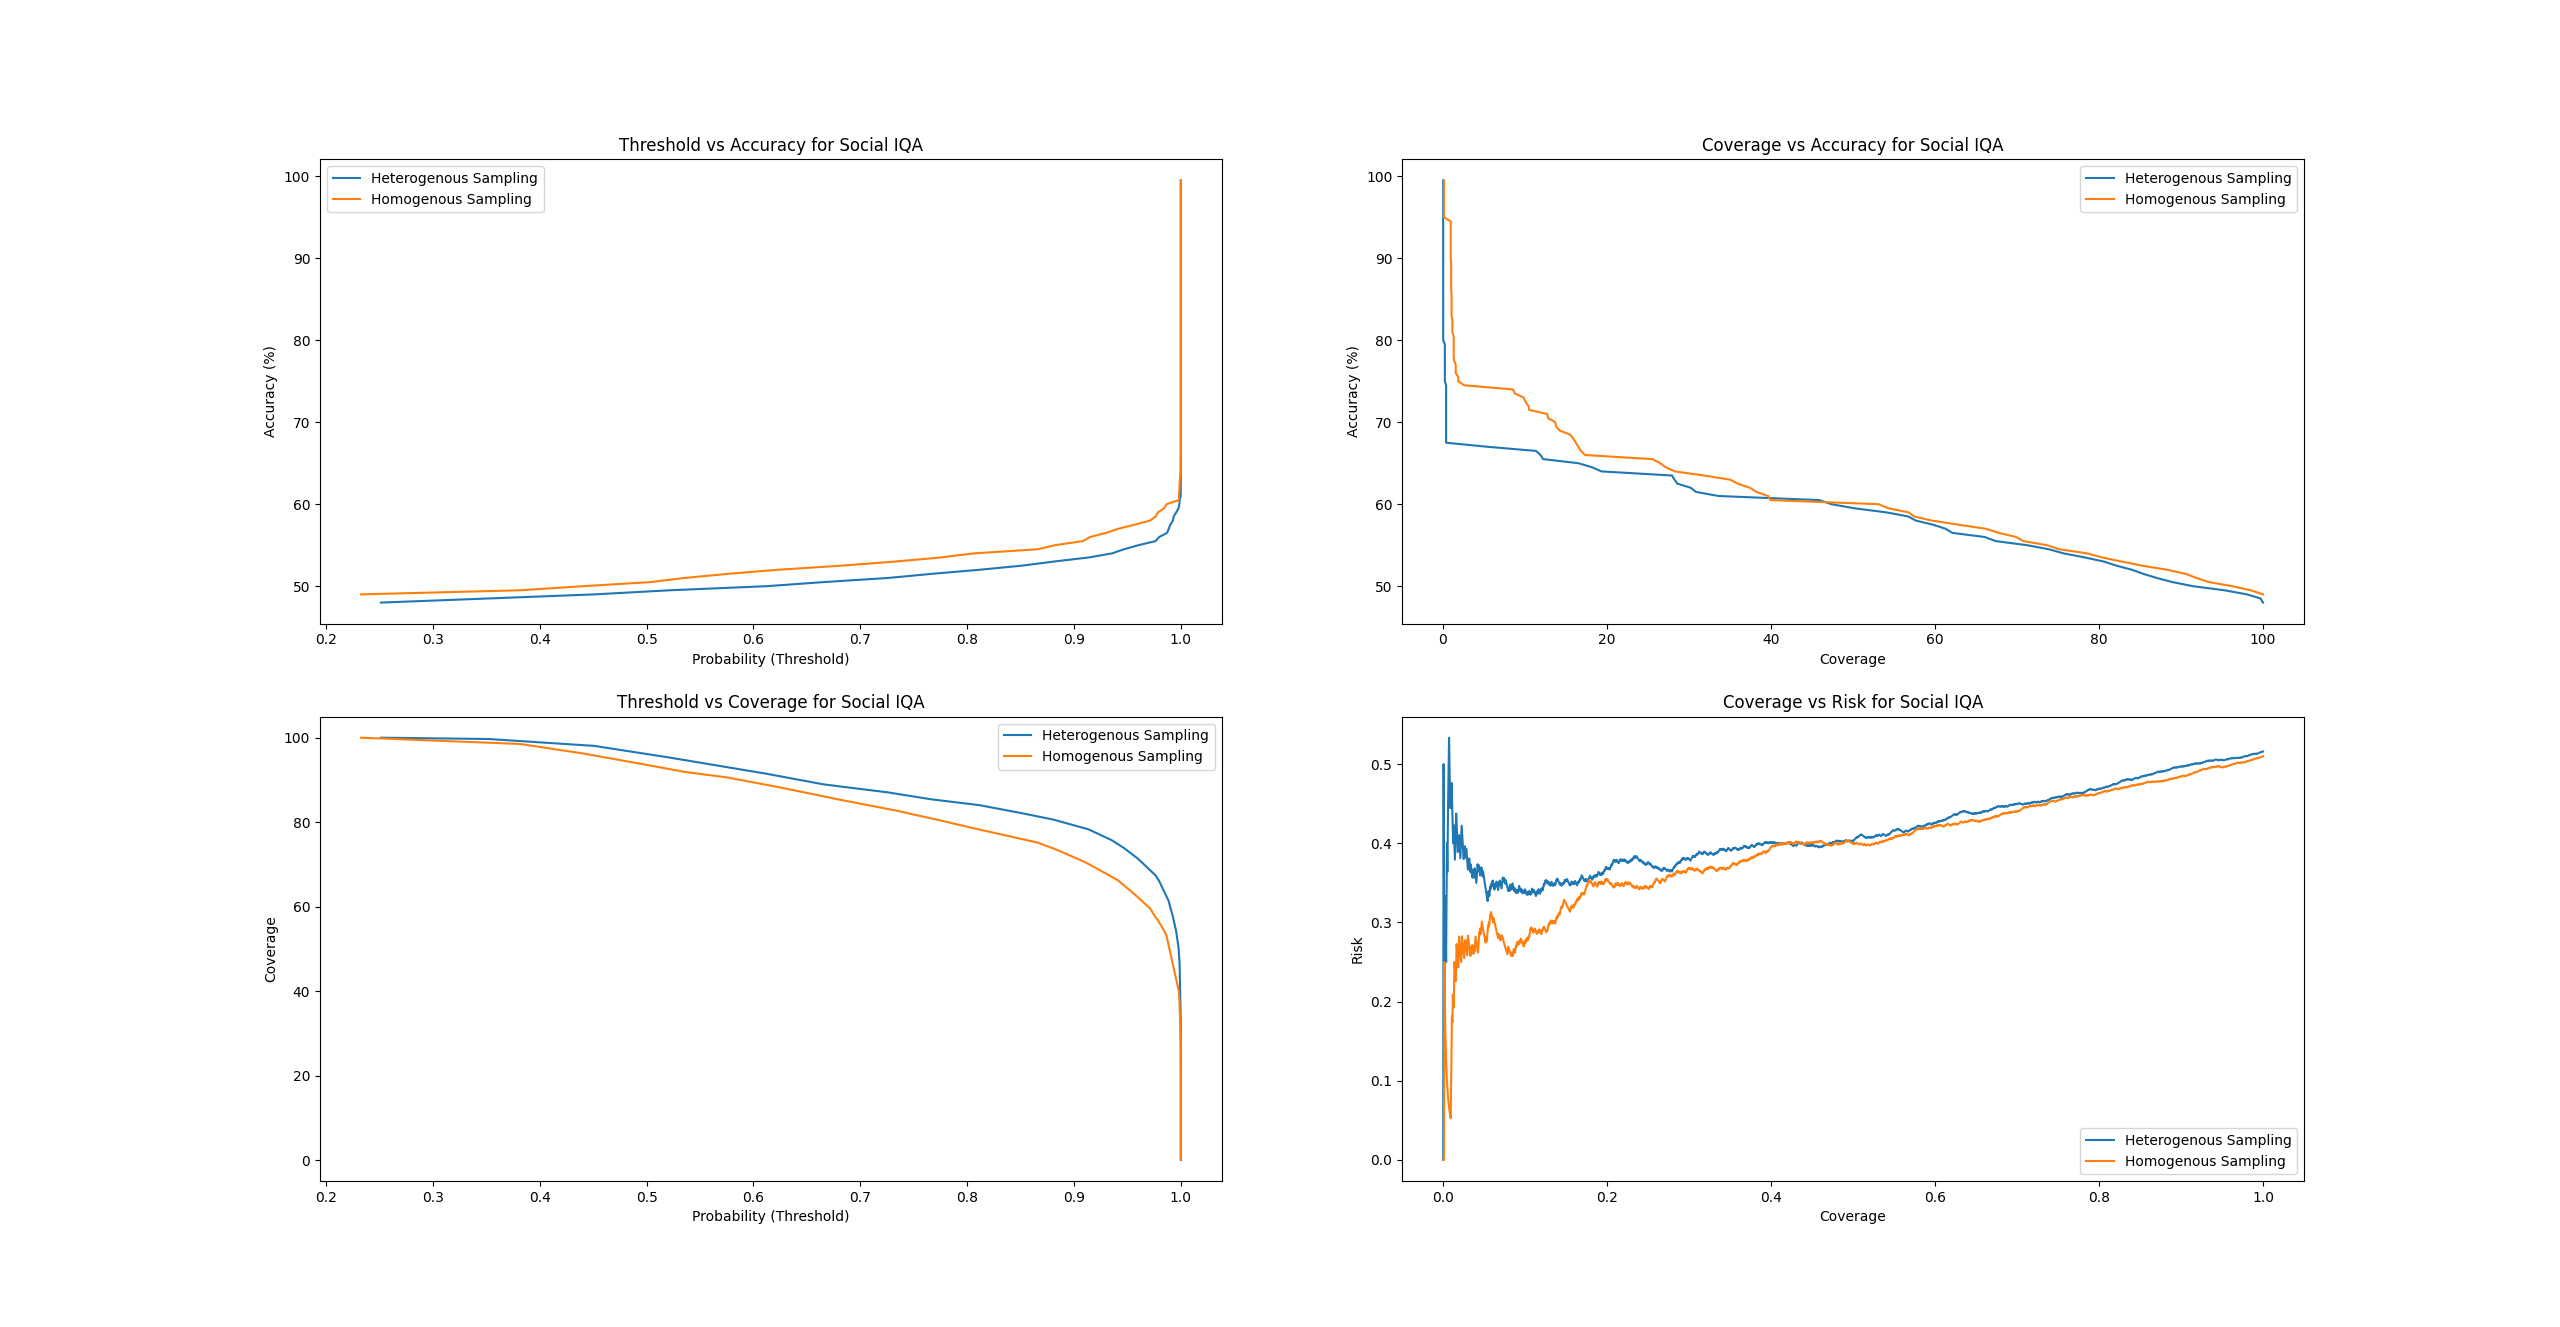 Threshold vs Accuracy for Social IQA
Heterogenous Sampling
Homogenous Sampling
Accuracy (%)
100
90
80
70
60
50
0.2 0.3 0.4 0.5 0.6 0.7 0.8 0.9 1.0
Probability (Threshold)
Coverage vs Accuracy for Social IQA
Heterogenous Sampling
Homogenous Sampling
Accuracy (%)
100
90
80
70
60
50
0 20 40 60 80 100
Coverage
Threshold vs Coverage for Social IQA
Heterogenous Sampling
Homogenous Sampling
Coverage
100
80
60
40
20
0
0.2 0.3 0.4 0.5 0.6 0.7 0.8 0.9 1.0
Probability (Threshold)
Coverage vs Risk for Social IQA
Risk
0.5
0.4
0.3
0.2
0.1
0.0
Heterogenous Sampling
Homogenous Sampling
0.0 0.2 0.4 0.6 0.8 1.0
Coverage